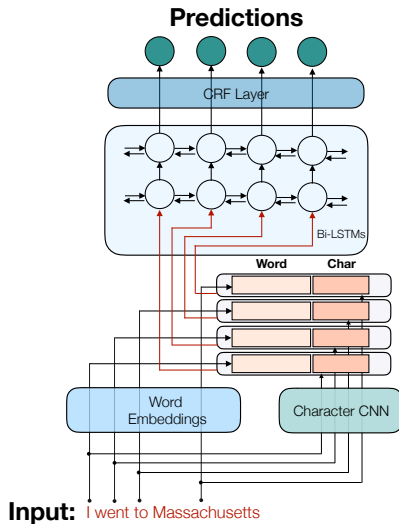 Predictions
CRF Layer
Bi-LSTMs
Word Char
Word
Embeddings
Character CNN
Input: I went to Massachusetts